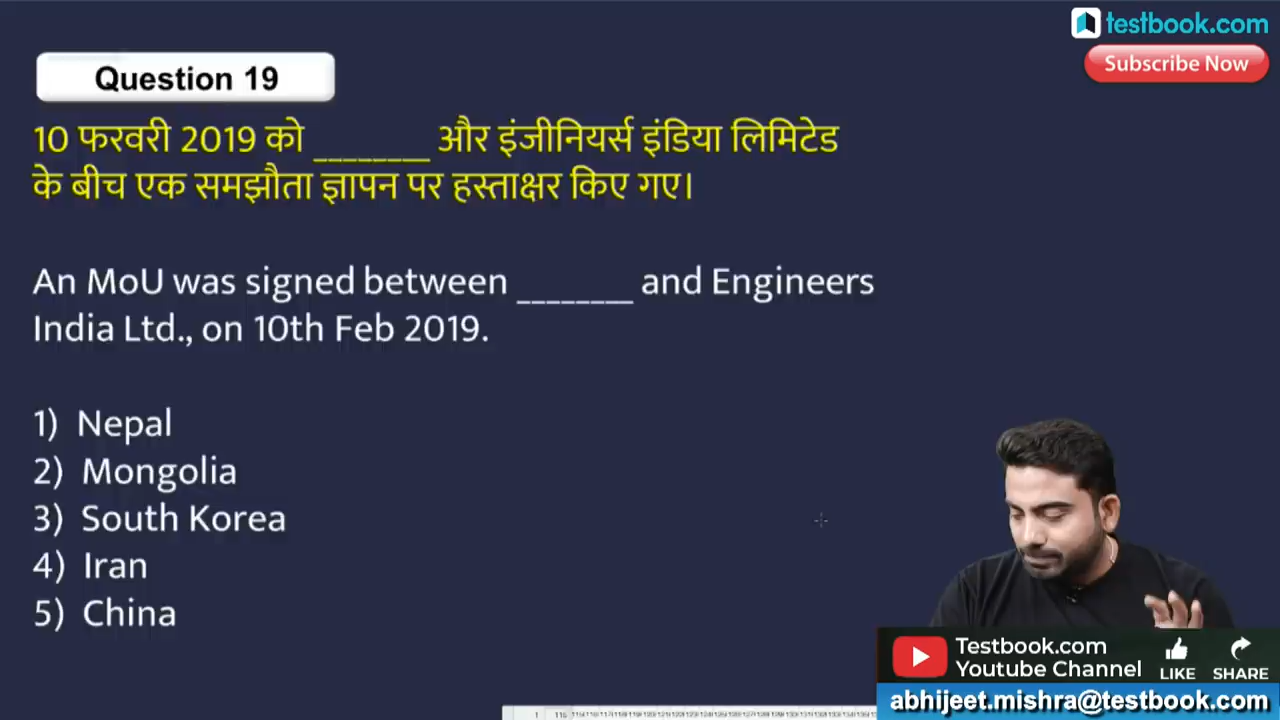 testbook.com
Subscribe Now
Question 19
10 फरवरी 2019 को ________ और इंजीनियर्स इंडिया लिमिटेड
के बीच एक समझौता ज्ञापन पर हस्ताक्षर किए गए।
An MoU was signed between ________ and Engineers
India Ltd., on 10th Feb 2019.
1) Nepal
2) Mongolia
3) South Korea
4) Iran
5) China
Testbook.com
Youtube Channel
LIKE
SHARE
abhijeet.mishra@testbook.com